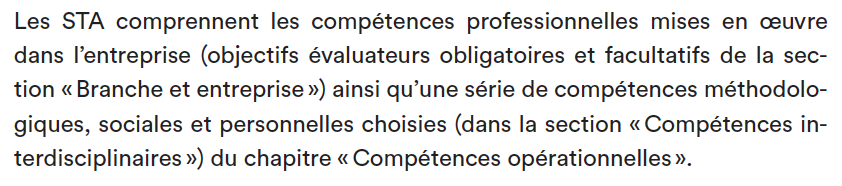 Les STA comprennent les compétences professionnelles mises en œuvre
dans l’entreprise (objectifs évaluateurs obligatoires et facultatifs de la sec-
tion « Branche et entreprise ») ainsi qu’une série de compétences méthodolo-
giques, sociales et personnelles choisies (dans la section « Compétences in-
terdisciplinaires ») du chapitre « Compétences opérationnelles ».